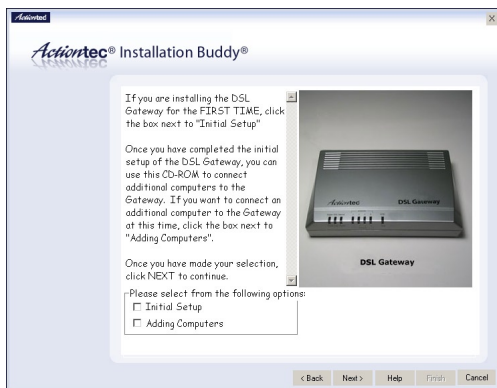 Actiontec
Actiontec® Installation Buddy®
If you are installing the DSL
Gateway for the FIRST TIME, click
the box next to "Initial Setup"
Once you have completed the initial
setup of the DSL Gateway, you can
use this CD-ROM to connect
additional computers to the
Gateway. If you want to connect an
additional computer to the Gateway
at this time, click the box next to
"Adding Computers".
Once you have made your selection,
click NEXT to continue.
Actiontec DSL Gateway
DSL Gateway
Please select from the following options:
Initial Setup
Adding Computers
< Back Next > Help Finish Cancel